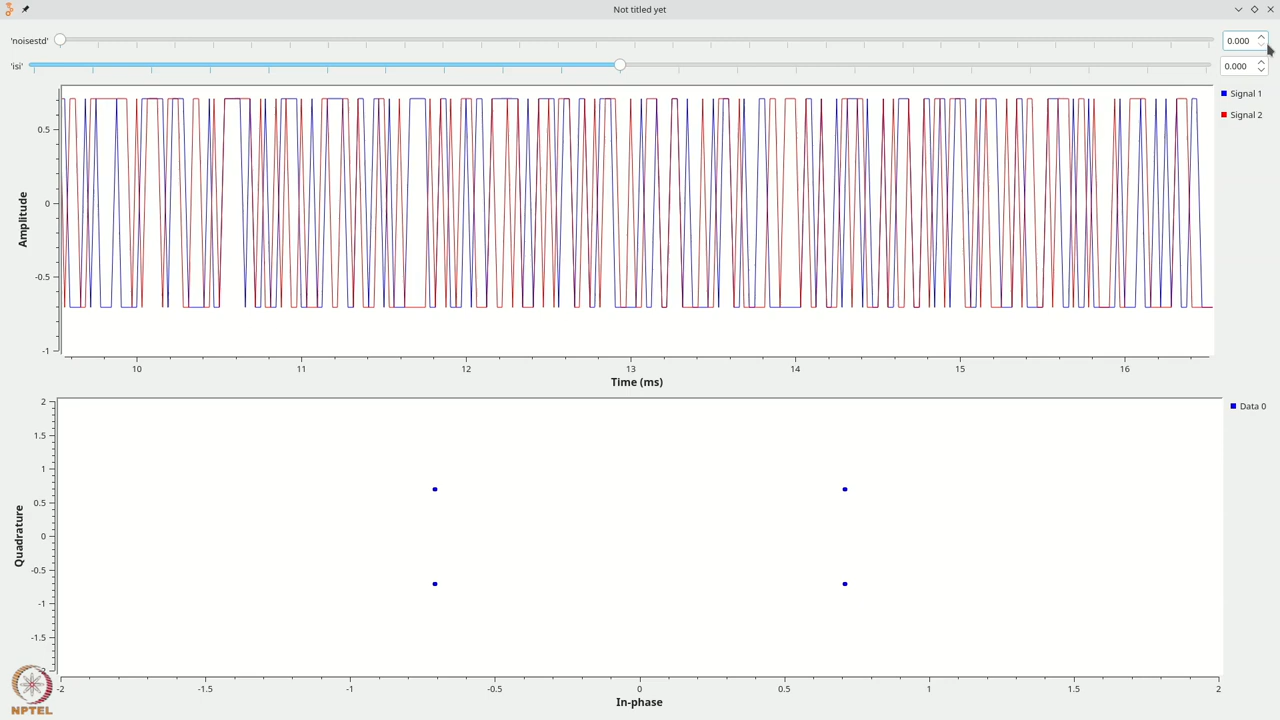 Not titled yet
'noisestd'
0.000
'isi'
0.000
Signal 1
Signal 2
Amplitude
0.5
0
-0.5
-1
10
11
12
13
14
15
16
Time (ms)
Data 0
Quadrature
2
1.5
1
0.5
0
-0.5
-1
-1.5
-2
-1.5
-1
-0.5
0
0.5
1
1.5
2
In-phase
NPTEL